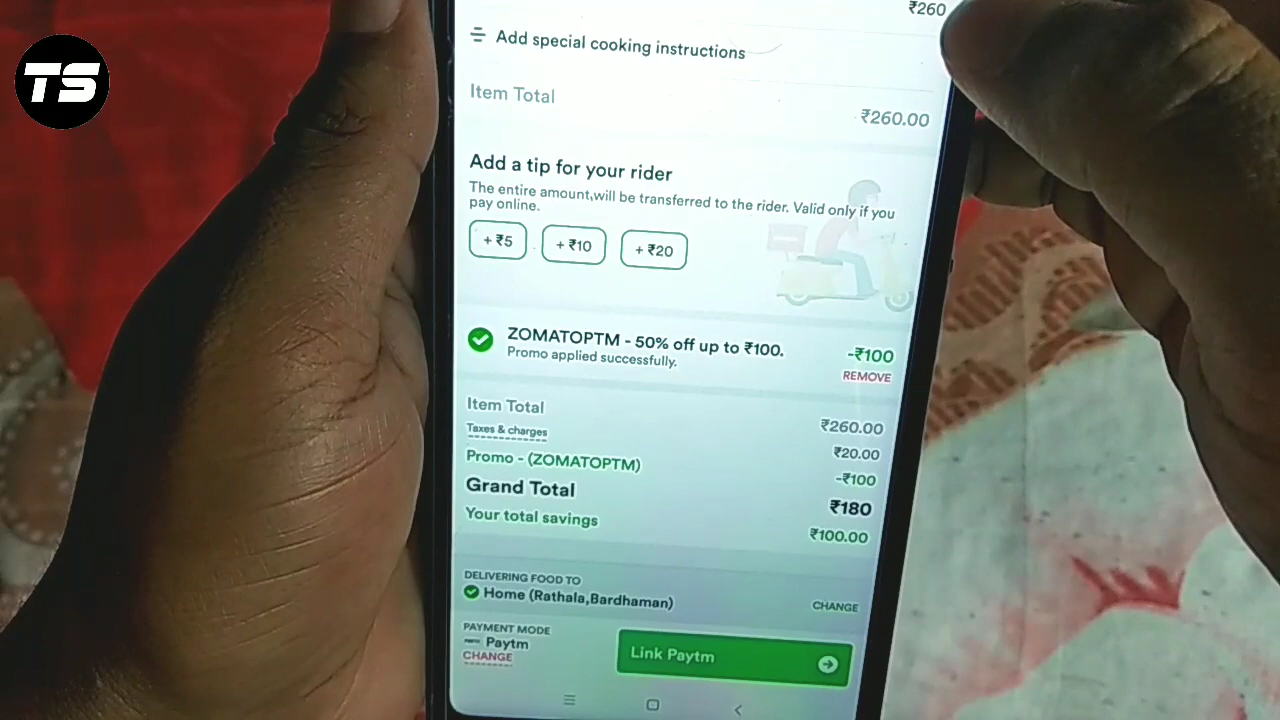 TS
₹260
Add special cooking instructions
Item Total
₹260.00
Add a tip for your rider
The entire amount,will be transferred to the rider. Valid only if you
pay online.
+ ₹5 + ₹10 + ₹20
ZOMATOPTM - 50% off up to ₹100.
-₹100
Promo applied successfully.
REMOVE
Item Total ₹260.00
Taxes & charges ₹20.00
Promo - (ZOMATOPTM) -₹100
Grand Total ₹180
Your total savings ₹100.00
DELIVERING FOOD TO
Home (Rathala,Bardhaman) CHANGE
PAYMENT MODE
Paytm
CHANGE
Link Paytm